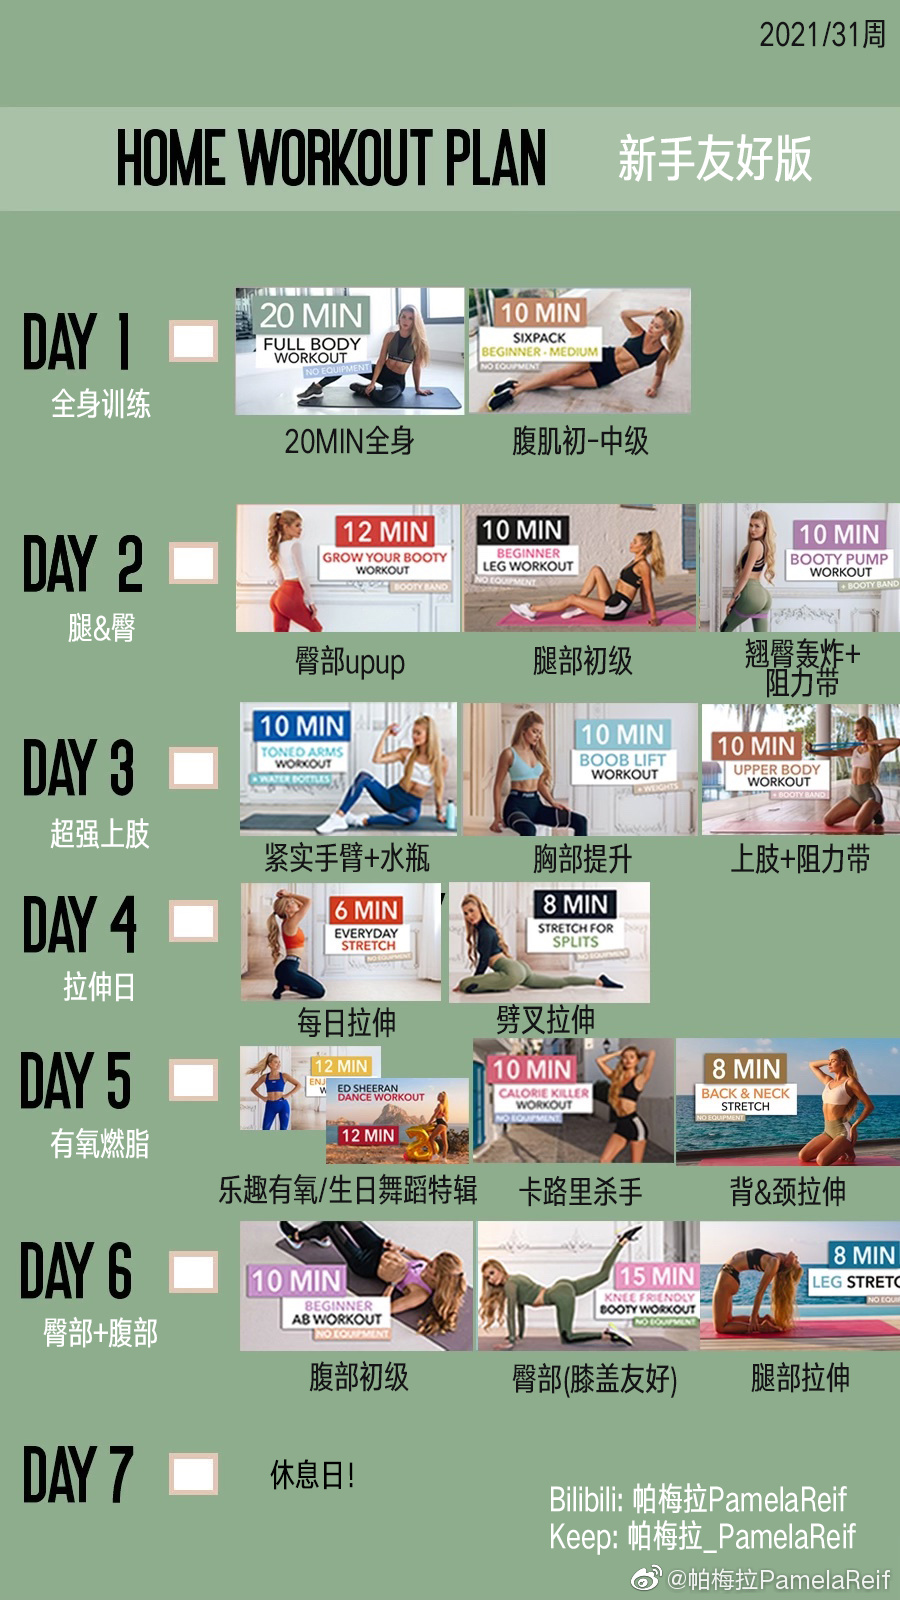 2021/31周
HOME WORKOUT PLAN 新手友好版
DAY 1
全身训练
20 MIN
FULL BODY
WORKOUT
NO EQUIPMENT
20MIN全身
10 MIN
SIXPACK
BEGINNER - MEDIUM
NO EQUIPMENT
腹肌初-中级
DAY 2
腿&臀
12 MIN
GROW YOUR BOOTY
WORKOUT
+ BOOTY BAND
臀部upup
10 MIN
BEGINNER
LEG WORKOUT
NO EQUIPMENT
腿部初级
10 MIN
BOOTY PUMP
WORKOUT
+ BOOTY BAND
翘臀轰炸+
阻力带
DAY 3
超强上肢
10 MIN
TONED ARMS
WORKOUT
+ WATER BOTTLES
紧实手臂+水瓶
10 MIN
BOOB LIFT
WORKOUT
+ WEIGHTS
胸部提升
10 MIN
UPPER BODY
WORKOUT
+ BOOTY BAND
上肢+阻力带
DAY 4
拉伸日
6 MIN
EVERYDAY
STRETCH
NO EQUIPMENT
每日拉伸
8 MIN
STRETCH FOR
SPLITS
NO EQUIPMENT
劈叉拉伸
DAY 5
有氧燃脂
12 MIN
ENJ
W
ED SHEERAN
DANCE WORKOUT
12 MIN
乐趣有氧/生日舞蹈特辑
10 MIN
CALORIE KILLER
WORKOUT
NO EQUIPMENT
卡路里杀手
8 MIN
BACK & NECK
STRETCH
NO EQUIPMENT
背&颈拉伸
DAY 6
臀部+腹部
10 MIN
BEGINNER
AB WORKOUT
NO EQUIPMENT
腹部初级
15 MIN
KNEE FRIENDLY
BOOTY WORKOUT
NO EQUIPMENT
臀部(膝盖友好)
8 MIN
LEG STRETC
NO EQUI
腿部拉伸
DAY 7
休息日!
Bilibili: 帕梅拉PamelaReif
Keep: 帕梅拉_PamelaReif
@帕梅拉PamelaReif